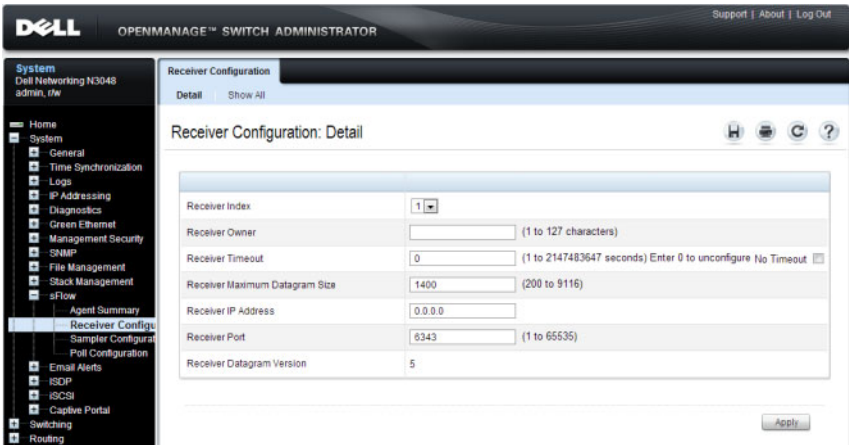 Support | About | Log Out
DELL OPENMANAGE™ SWITCH ADMINISTRATOR
System
Dell Networking N3048
admin, r/w
Home
System
General
Time Synchronization
Logs
IP Addressing
Diagnostics
Green Ethernet
Management Security
SNMP
File Management
Stack Management
sFlow
Agent Summary
Receiver Configu
Sampler Configurat
Poll Configuration
Email Alerts
ISDP
iSCSI
Captive Portal
Switching
Routing
Receiver Configuration
Detail Show All
Receiver Configuration: Detail ?
Receiver Index 1
Receiver Owner (1 to 127 characters)
Receiver Timeout 0 (1 to 2147483647 seconds) Enter 0 to unconfigure No Timeout
Receiver Maximum Datagram Size 1400 (200 to 9116)
Receiver IP Address 0.0.0.0
Receiver Port 6343 (1 to 65535)
Receiver Datagram Version 5
Apply